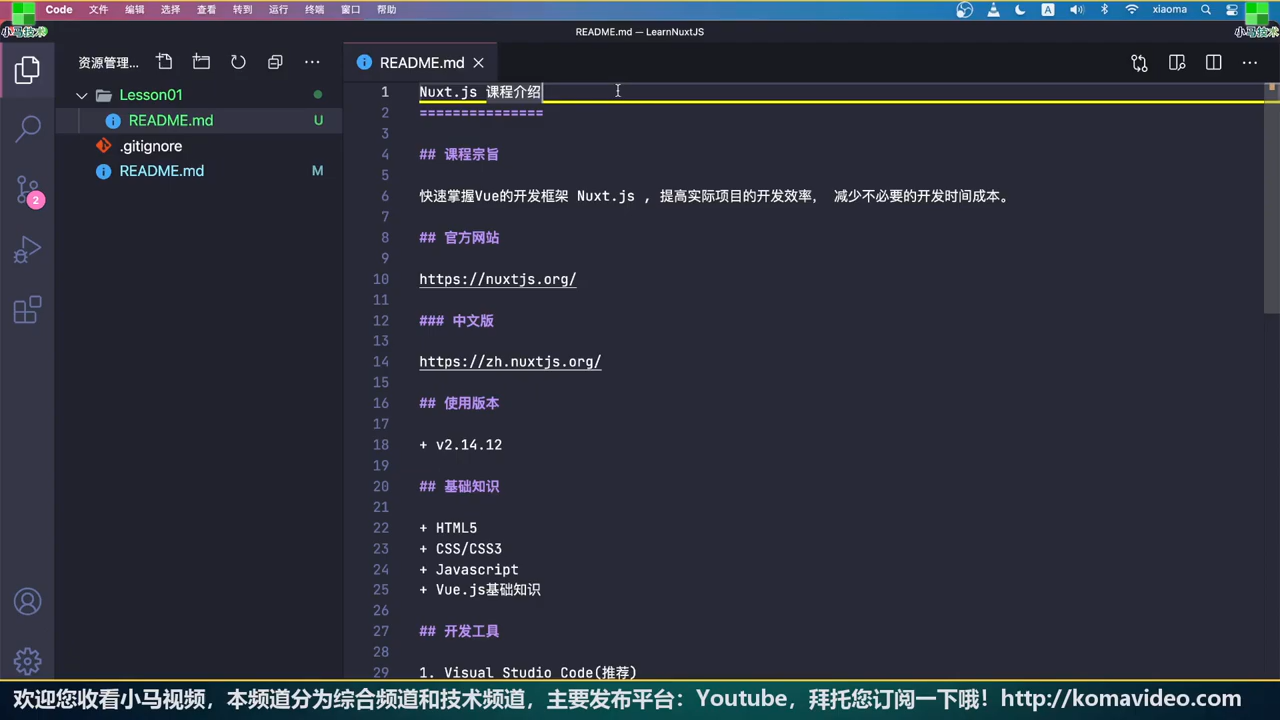 Code 文件 编辑 选择 查看 转到 运行 终端 窗口 帮助 A xiaoma
小马技术 README.md — LearnNuxtJS 小马技术
资源管理... README.md
Lesson01
README.md U
.gitignore
README.md M
2
1 Nuxt.js 课程介绍
2 ===============
3
4 ## 课程宗旨
5
6 快速掌握Vue的开发框架 Nuxt.js , 提高实际项目的开发效率, 减少不必要的开发时间成本。
7
8 ## 官方网站
9
10 https://nuxtjs.org/
11
12 ### 中文版
13
14 https://zh.nuxtjs.org/
15
16 ## 使用版本
17
18 + v2.14.12
19
20 ## 基础知识
21
22 + HTML5
23 + CSS/CSS3
24 + Javascript
25 + Vue.js基础知识
26
27 ## 开发工具
28
29 1. Visual Studio Code(推荐)
欢迎您收看小马视频，本频道分为综合频道和技术频道，主要发布平台：Youtube，拜托您订阅一下哦！http://komavideo.com